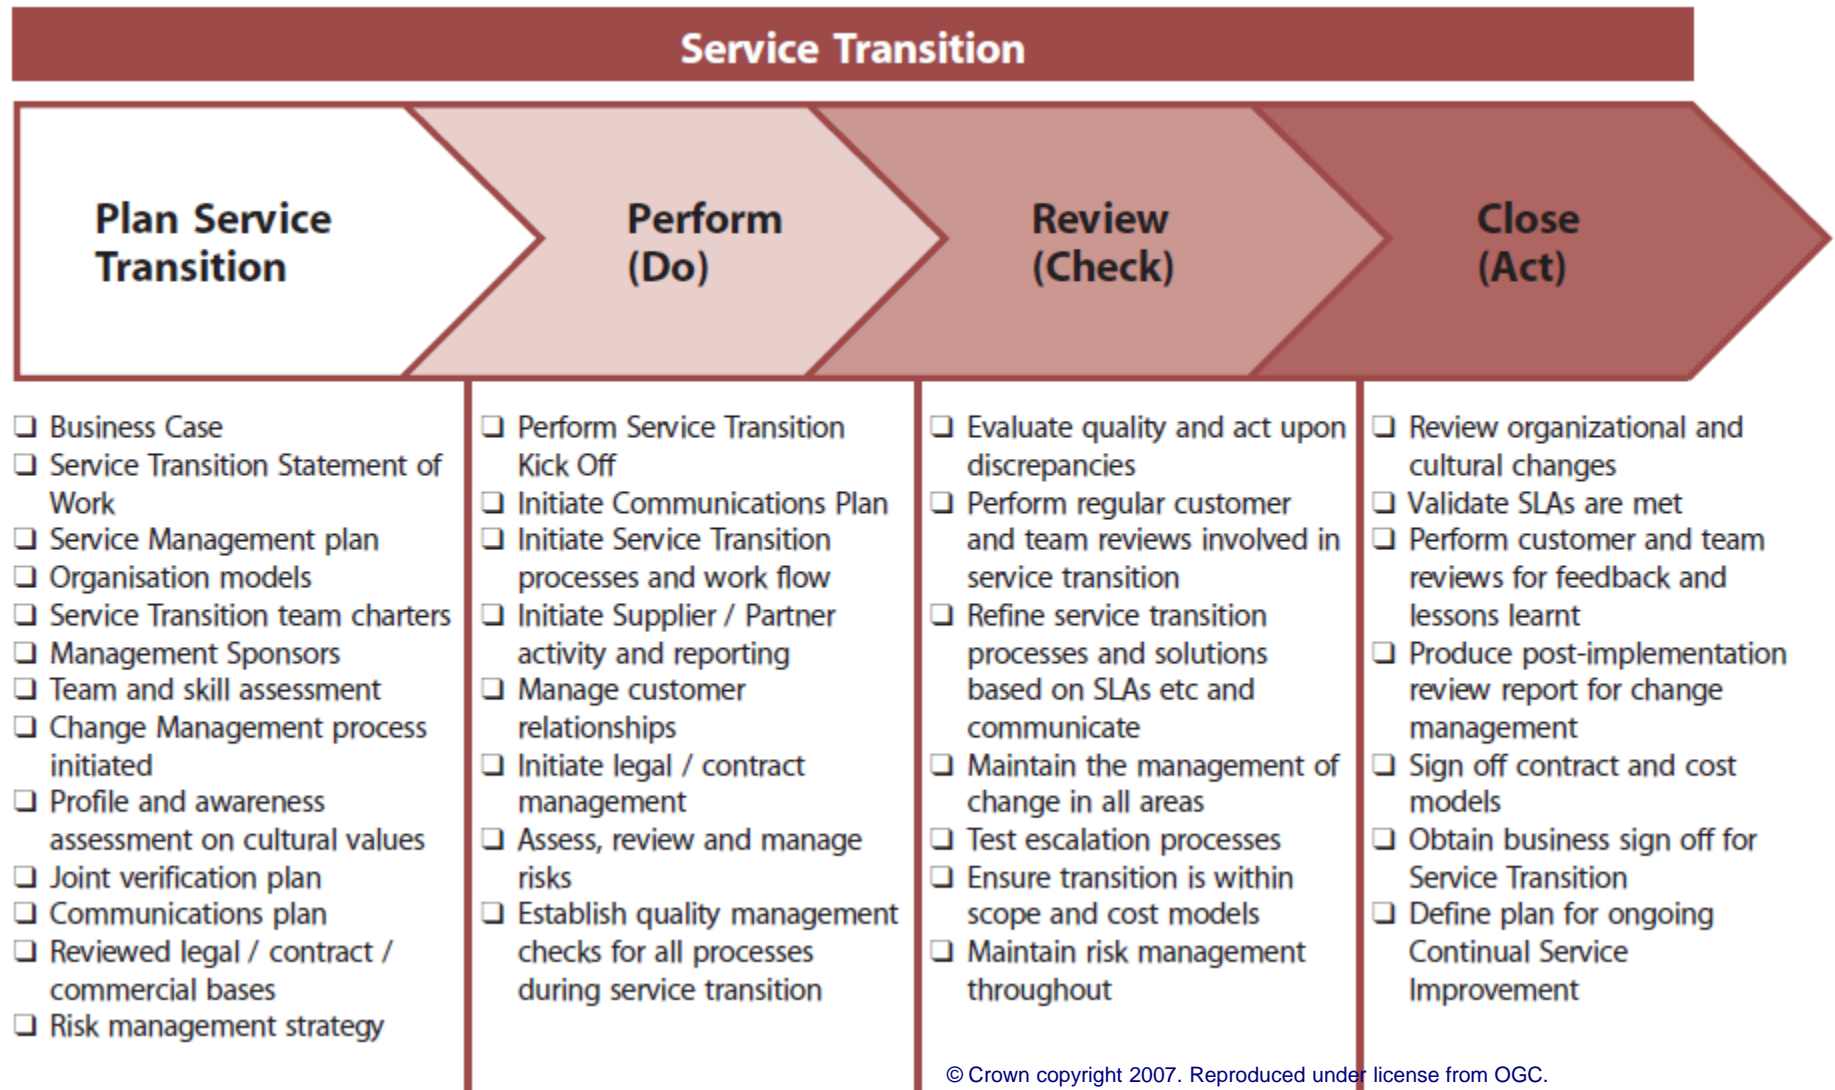 Service Transition
Plan Service
Transition
Perform
(Do)
Review
(Check)
Close
(Act)
❑ Business Case
❑ Service Transition Statement of
Work
❑ Service Management plan
❑ Organisation models
❑ Service Transition team charters
❑ Management Sponsors
❑ Team and skill assessment
❑ Change Management process
initiated
❑ Profile and awareness
assessment on cultural values
❑ Joint verification plan
❑ Communications plan
❑ Reviewed legal / contract /
commercial bases
❑ Risk management strategy
❑ Perform Service Transition
Kick Off
❑ Initiate Communications Plan
❑ Initiate Service Transition
processes and work flow
❑ Initiate Supplier / Partner
activity and reporting
❑ Manage customer
relationships
❑ Initiate legal / contract
management
❑ Assess, review and manage
risks
❑ Establish quality management
checks for all processes
during service transition
❑ Evaluate quality and act upon
discrepancies
❑ Perform regular customer
and team reviews involved in
service transition
❑ Refine service transition
processes and solutions
based on SLAs etc and
communicate
❑ Maintain the management of
change in all areas
❑ Test escalation processes
❑ Ensure transition is within
scope and cost models
❑ Maintain risk management
throughout
❑ Review organizational and
cultural changes
❑ Validate SLAs are met
❑ Perform customer and team
reviews for feedback and
lessons learnt
❑ Produce post-implementation
review report for change
management
❑ Sign off contract and cost
models
❑ Obtain business sign off for
Service Transition
❑ Define plan for ongoing
Continual Service
Improvement
© Crown copyright 2007. Reproduced under license from OGC.